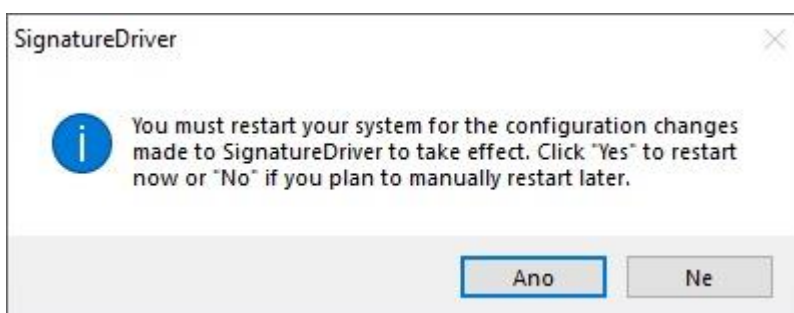 SignatureDriver
You must restart your system for the configuration changes
made to SignatureDriver to take effect. Click "Yes" to restart
now or "No" if you plan to manually restart later.
Ano
Ne